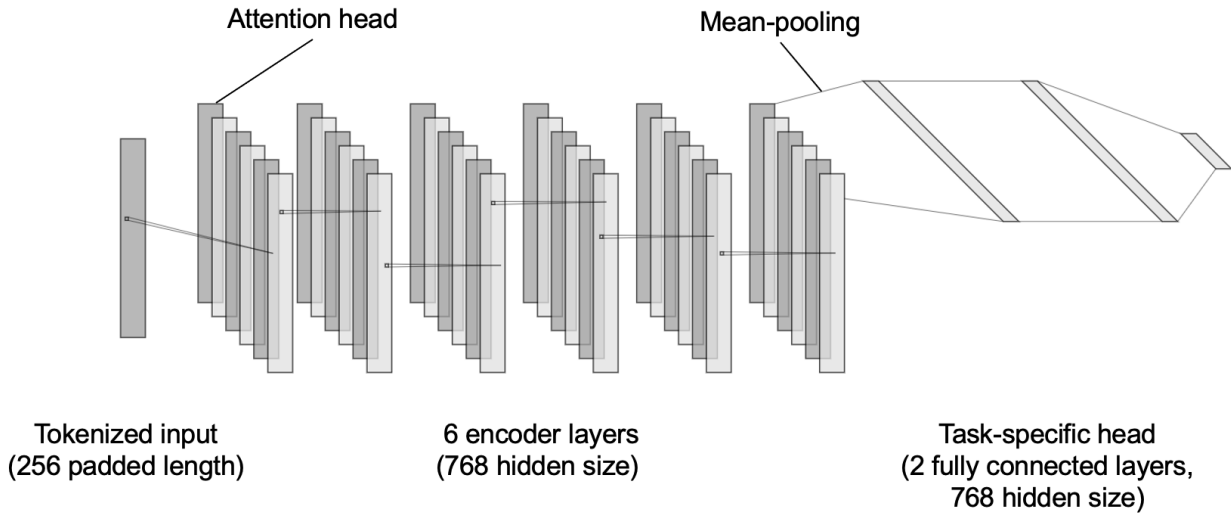 Attention head
Mean-pooling
Tokenized input
(256 padded length)
6 encoder layers
(768 hidden size)
Task-specific head
(2 fully connected layers,
768 hidden size)